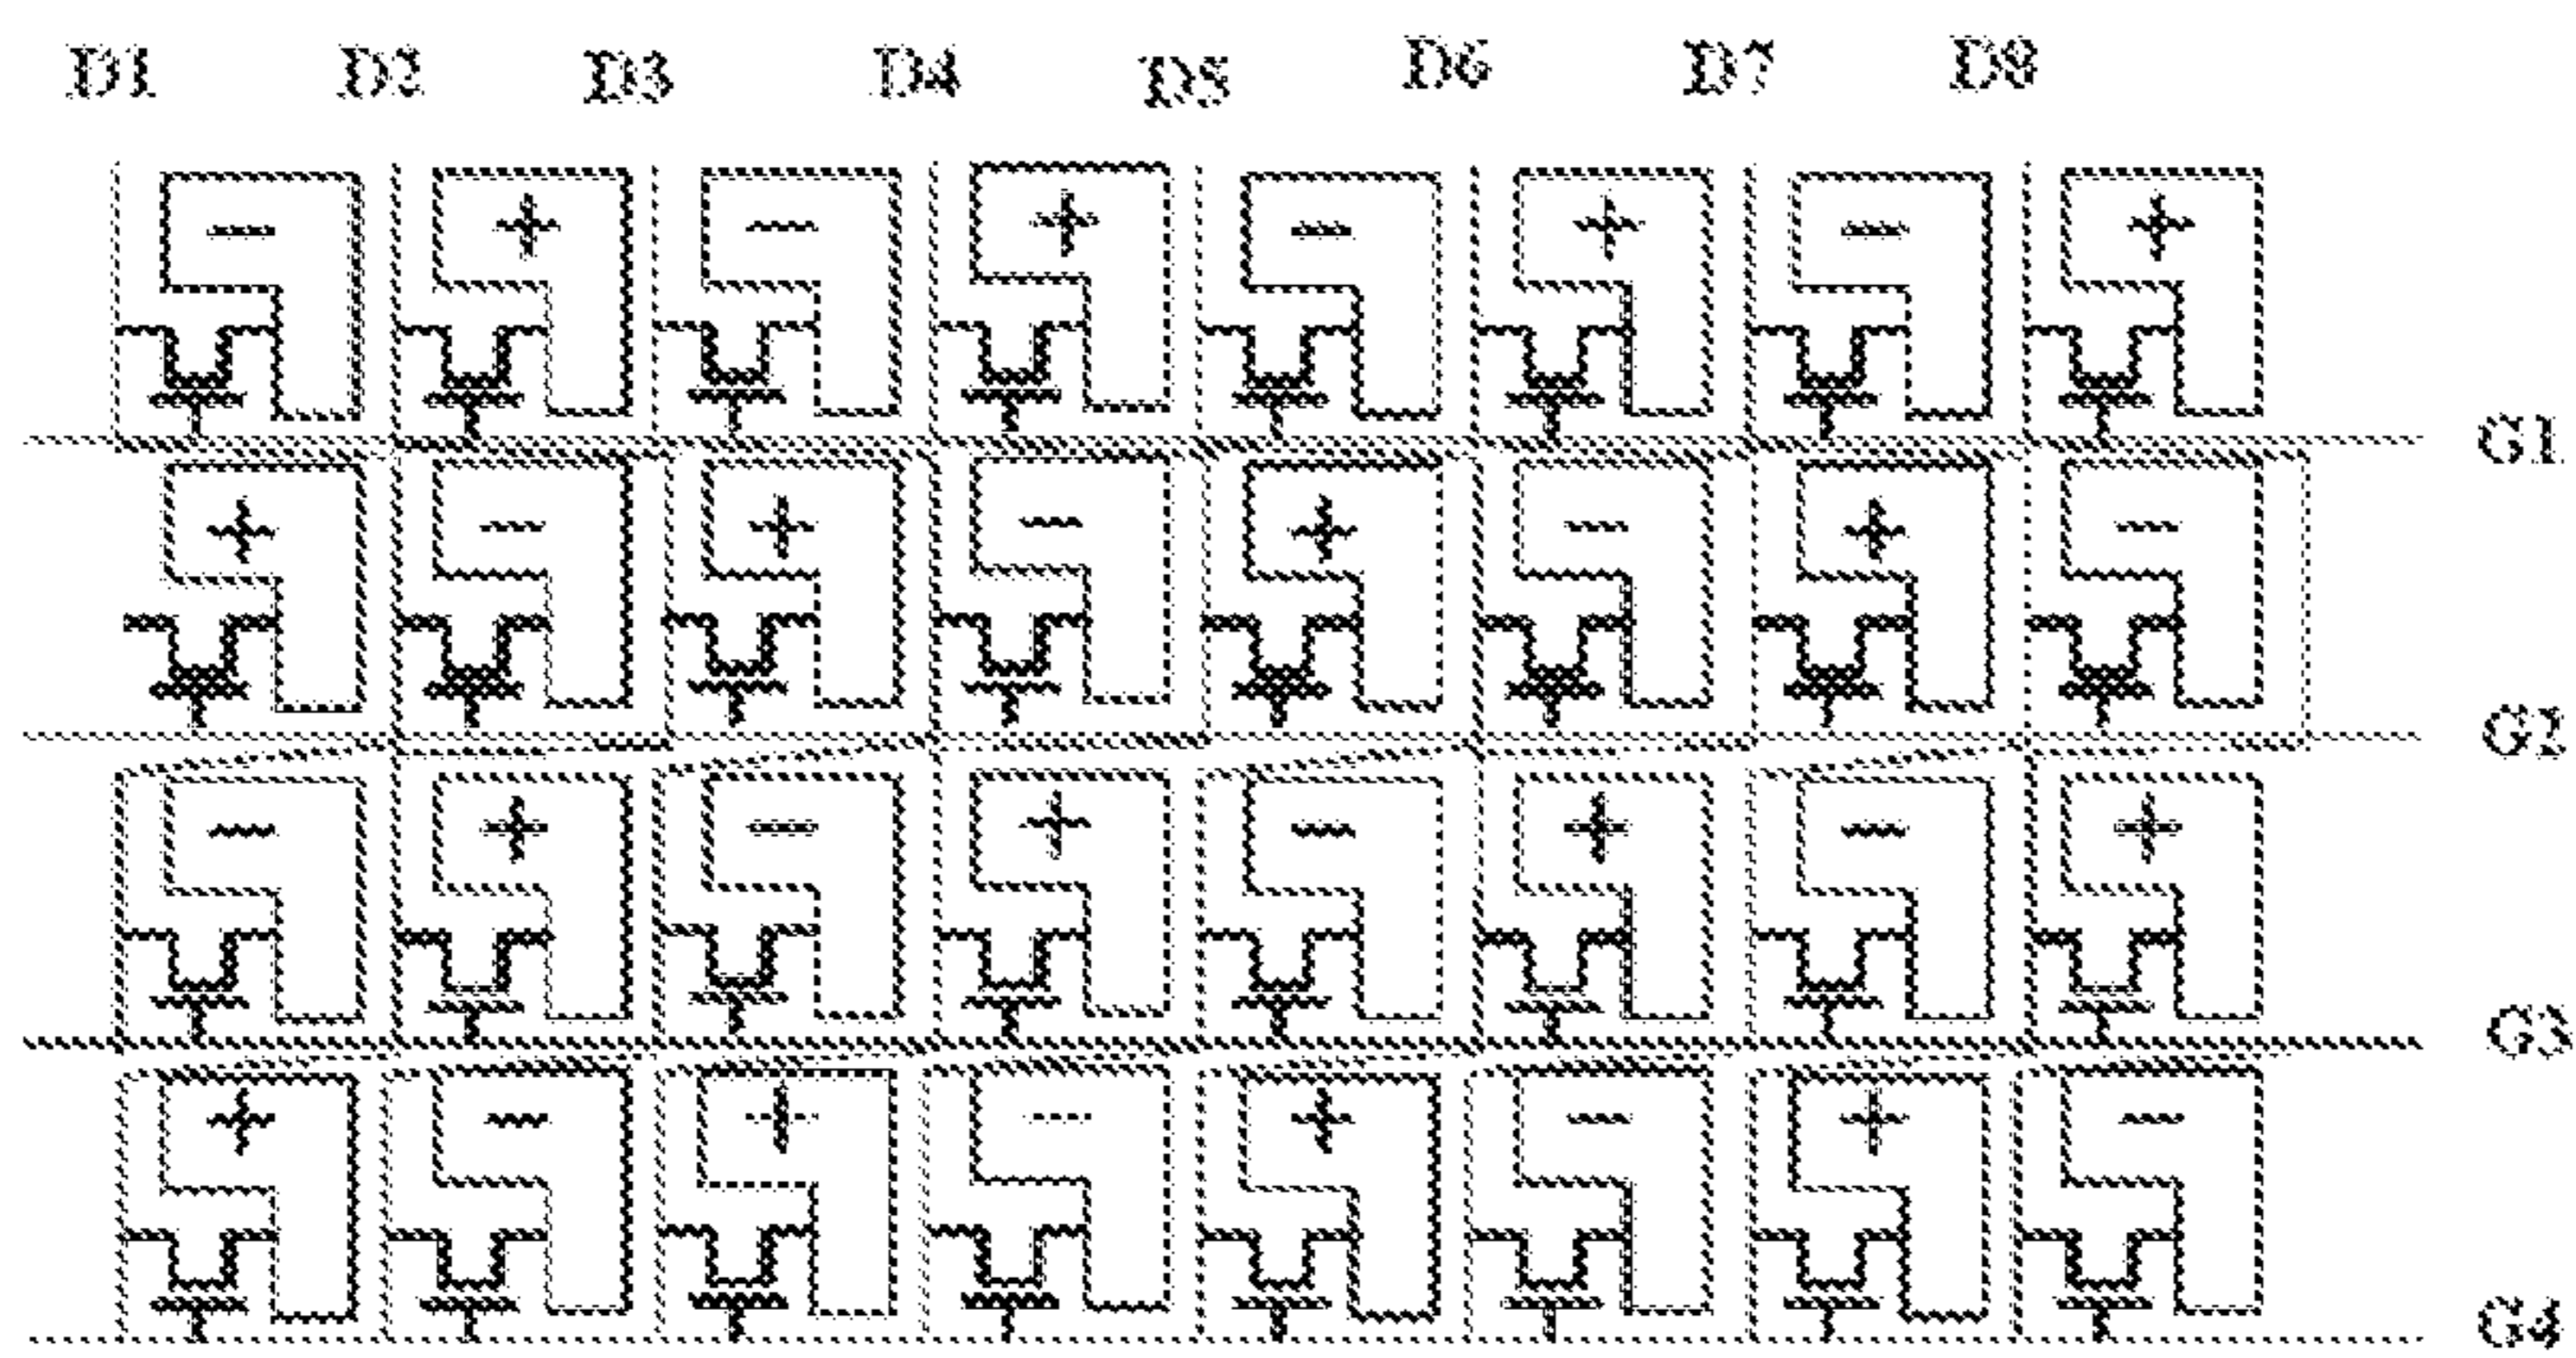 D1 D2 D3 D4 D5 D6 D7 D8
− + − + − + − +
G1
+ − + − + − + −
G2
− + − + − + − +
G3
+ − + − + − + −
G4